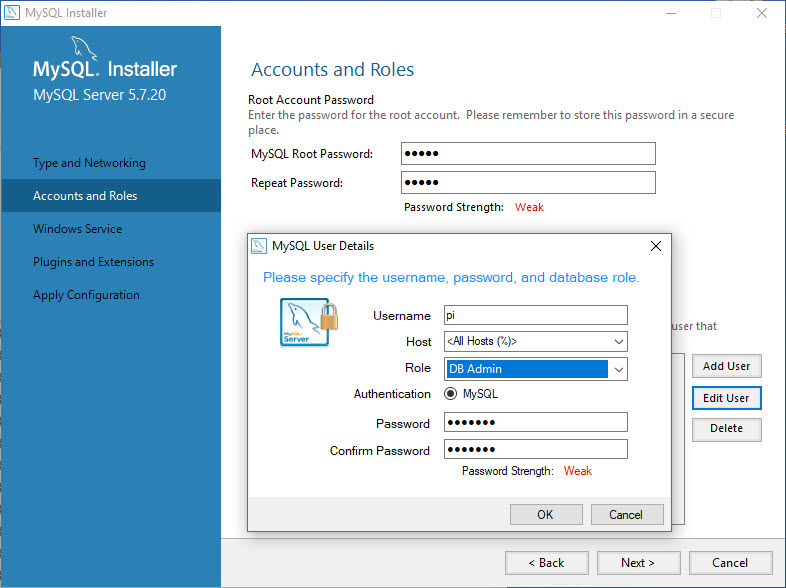 MySQL Installer
MySQL. Installer
MySQL Server 5.7.20
Type and Networking
Accounts and Roles
Windows Service
Plugins and Extensions
Apply Configuration
Accounts and Roles
Root Account Password
Enter the password for the root account. Please remember to store this password in a secure
place.
MySQL Root Password: ●●●●●
Repeat Password: ●●●●●
Password Strength: Weak
user that
Add User
Edit User
Delete
MySQL User Details
Please specify the username, password, and database role.
MySQL
Server
Username pi
Host <All Hosts (%)>
Role DB Admin
Authentication MySQL
Password ●●●●●●●
Confirm Password ●●●●●●●
Password Strength: Weak
OK Cancel
< Back Next > Cancel